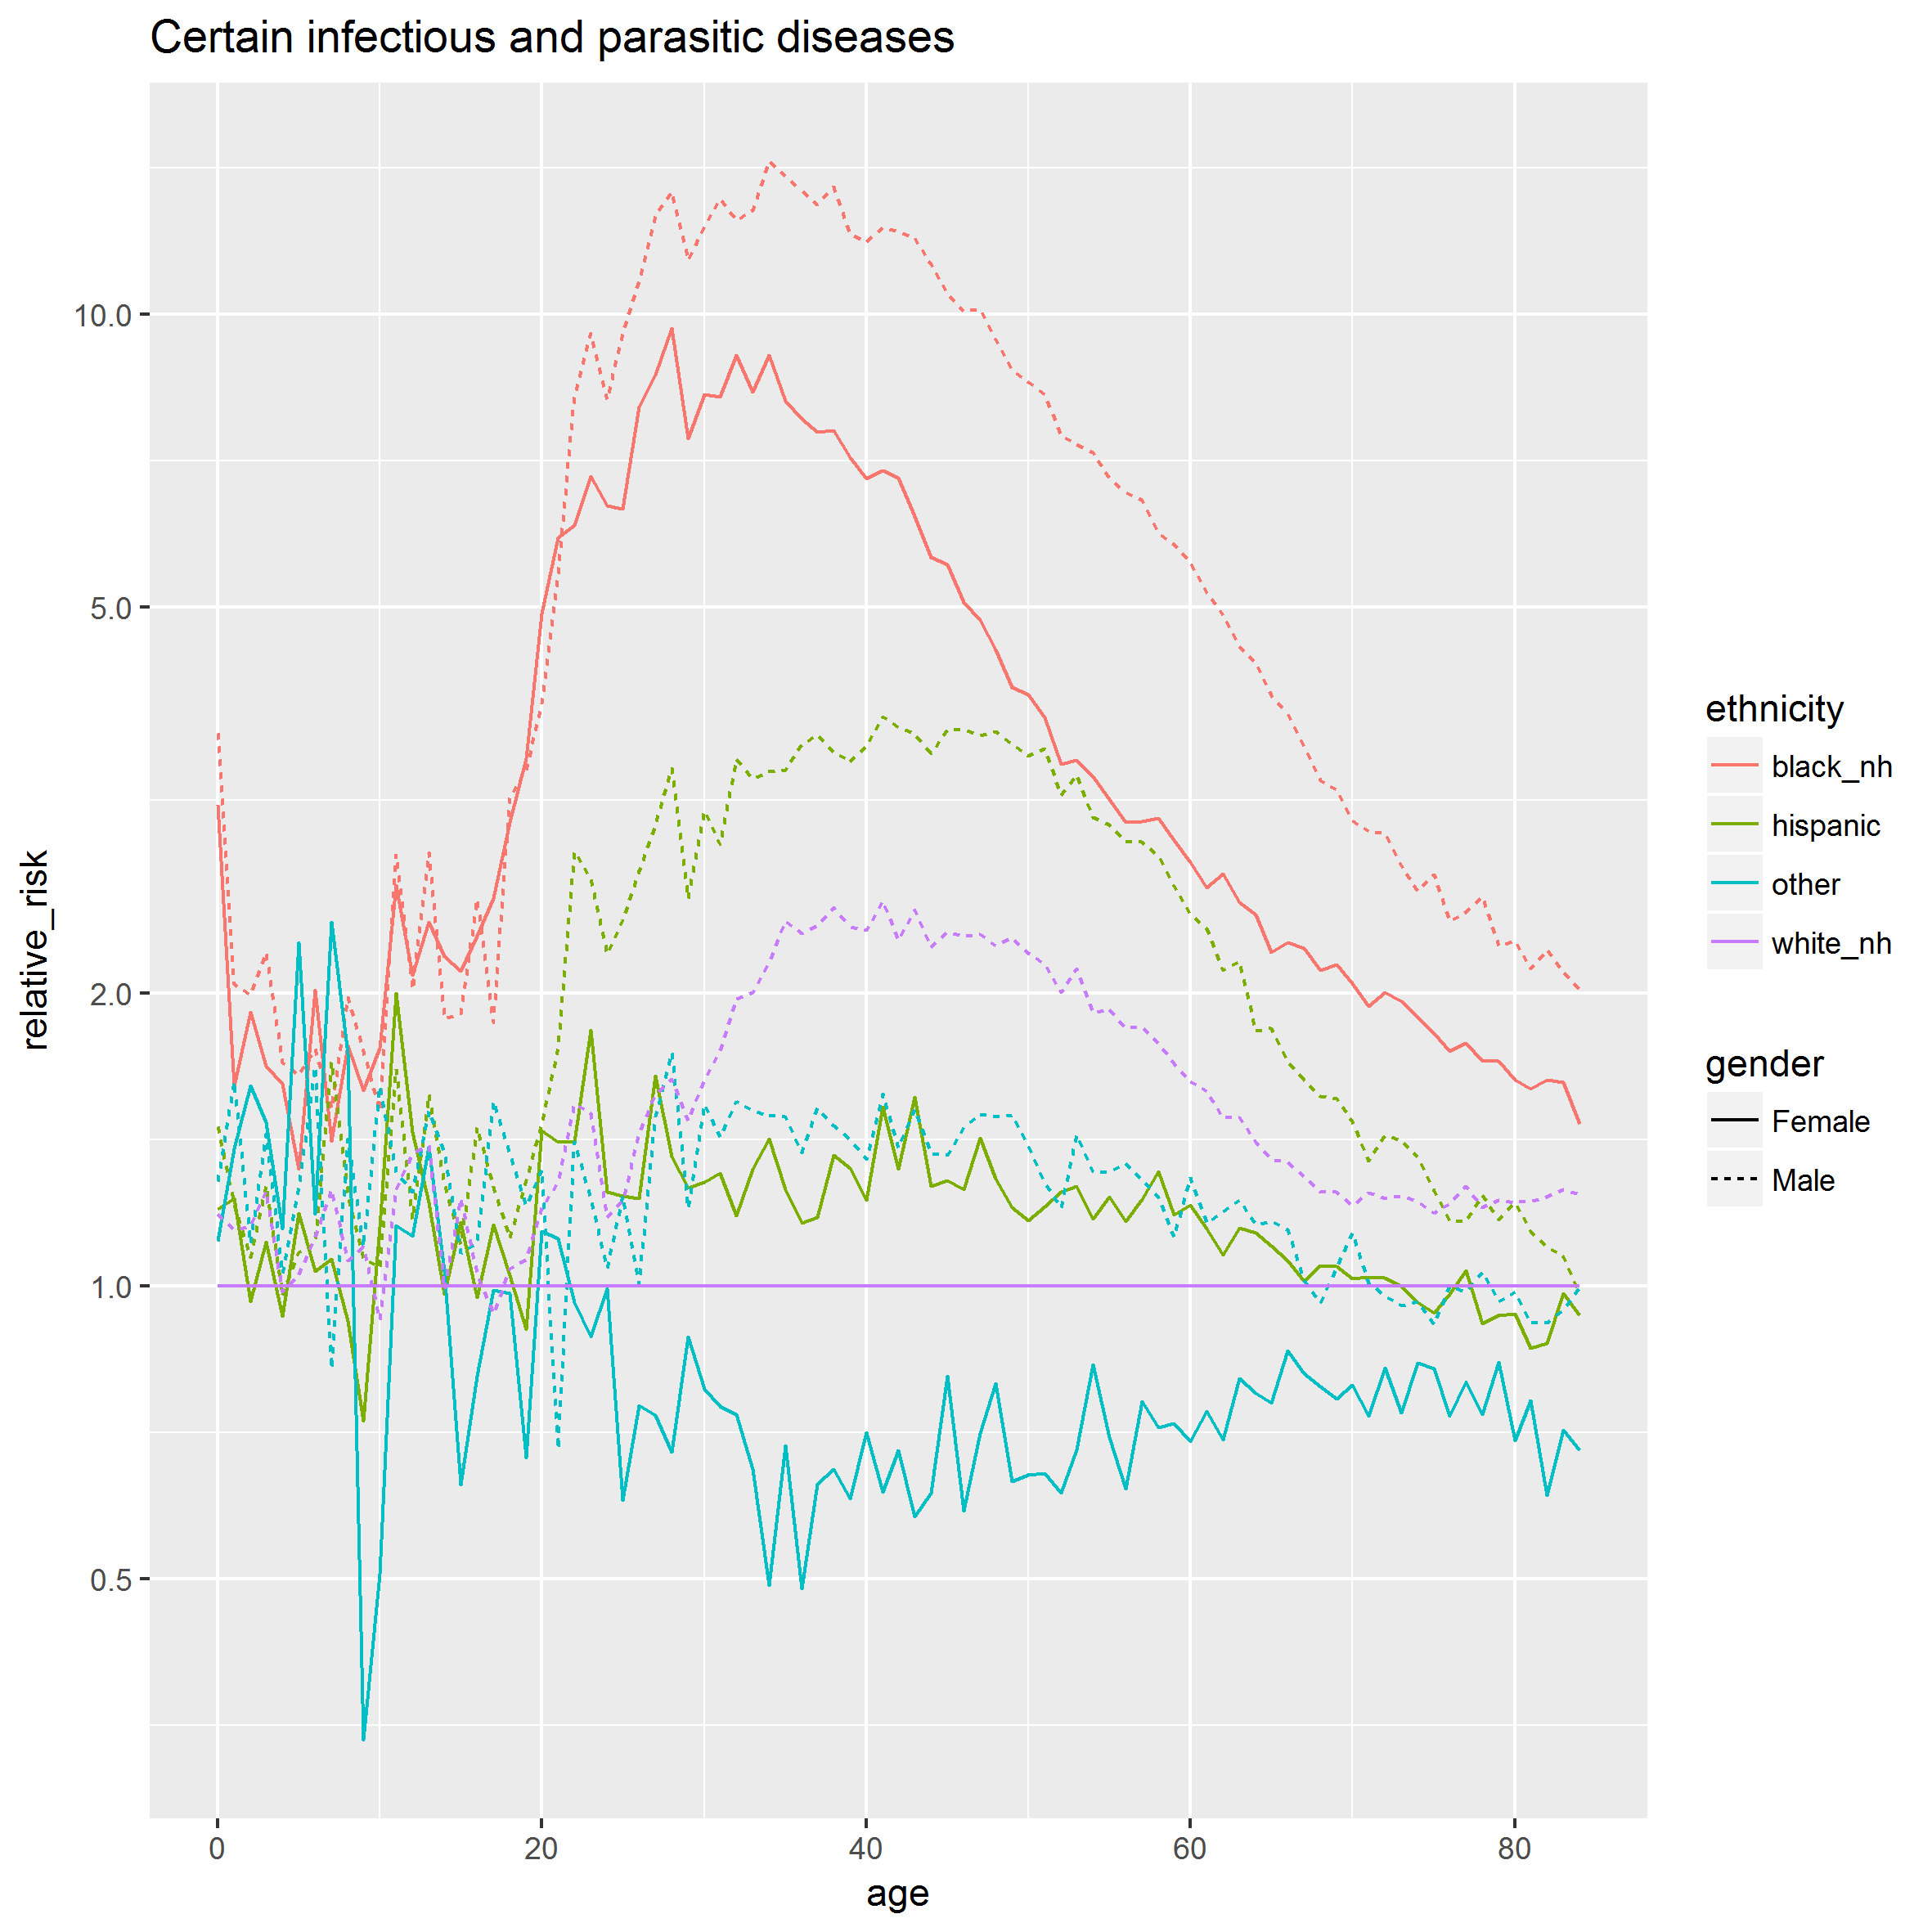 Certain infectious and parasitic diseases
relative_risk
10.0
5.0
2.0
1.0
0.5
0
20
40
60
80
age
ethnicity
black_nh
hispanic
other
white_nh
gender
Female
Male